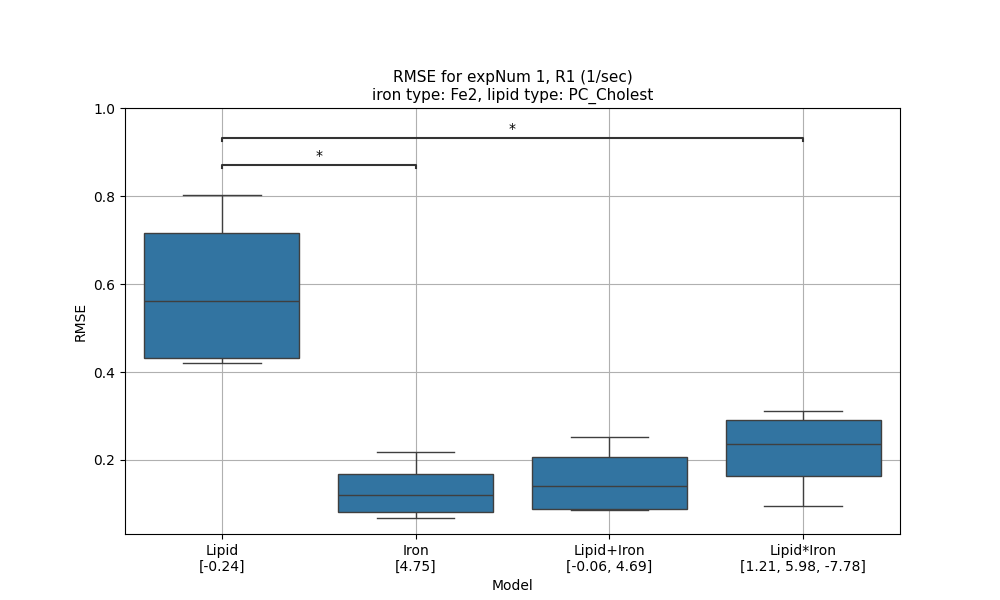 RMSE for expNum 1, R1 (1/sec)
iron type: Fe2, lipid type: PC_Cholest
1.0
*
*
0.8
0.6
RMSE
0.4
0.2
Lipid Iron Lipid+Iron Lipid*Iron
[-0.24] [4.75] [-0.06, 4.69] [1.21, 5.98, -7.78]
Model